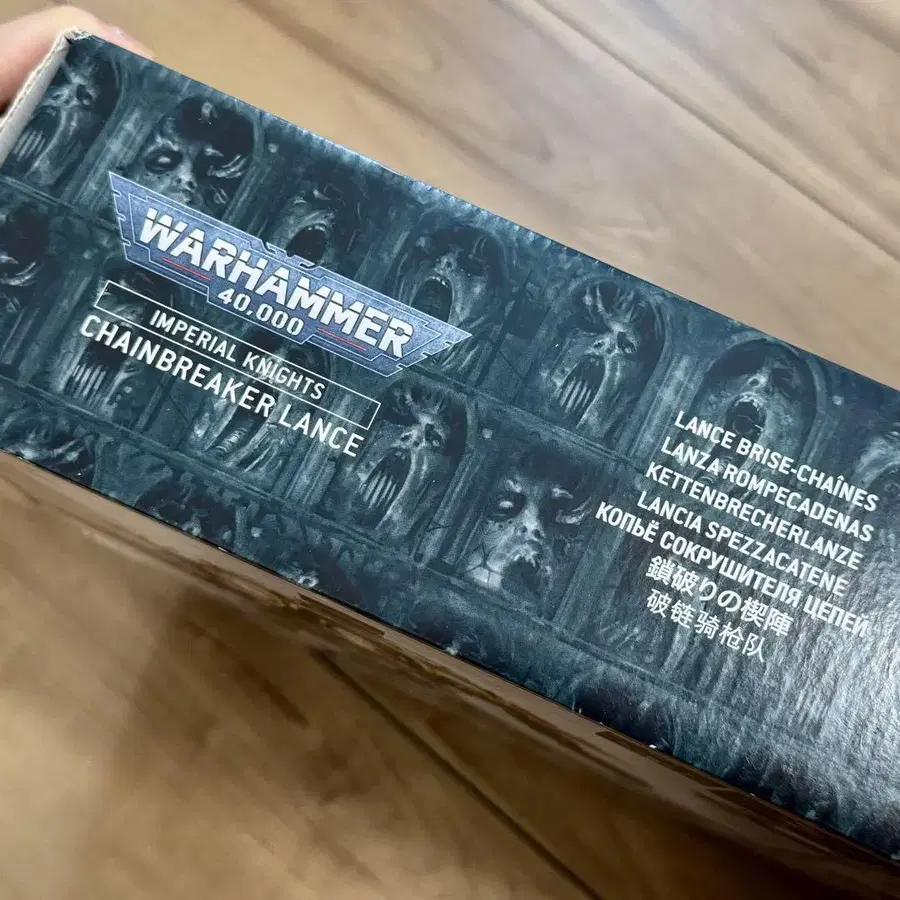 WARHAMMER
40,000
IMPERIAL KNIGHTS
CHAINBREAKER LANCE
LANCE BRISE-CHAÎNES
LANZA ROMPECADENAS
KETTENBRECHERLANZE
LANCIA SPEZZACATENE
КОПЬЁ СОКРУШИТЕЛЯ ЦЕПЕЙ
鎖破りの楔陣
破链骑枪队